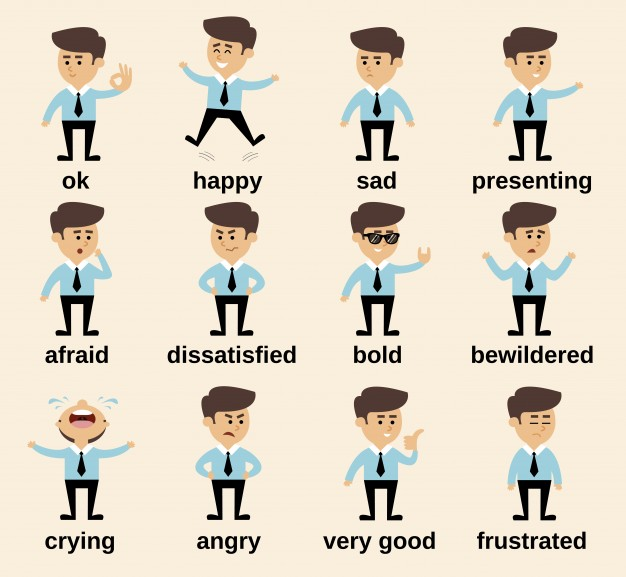 ok happy sad presenting
afraid dissatisfied bold bewildered
crying angry very good frustrated